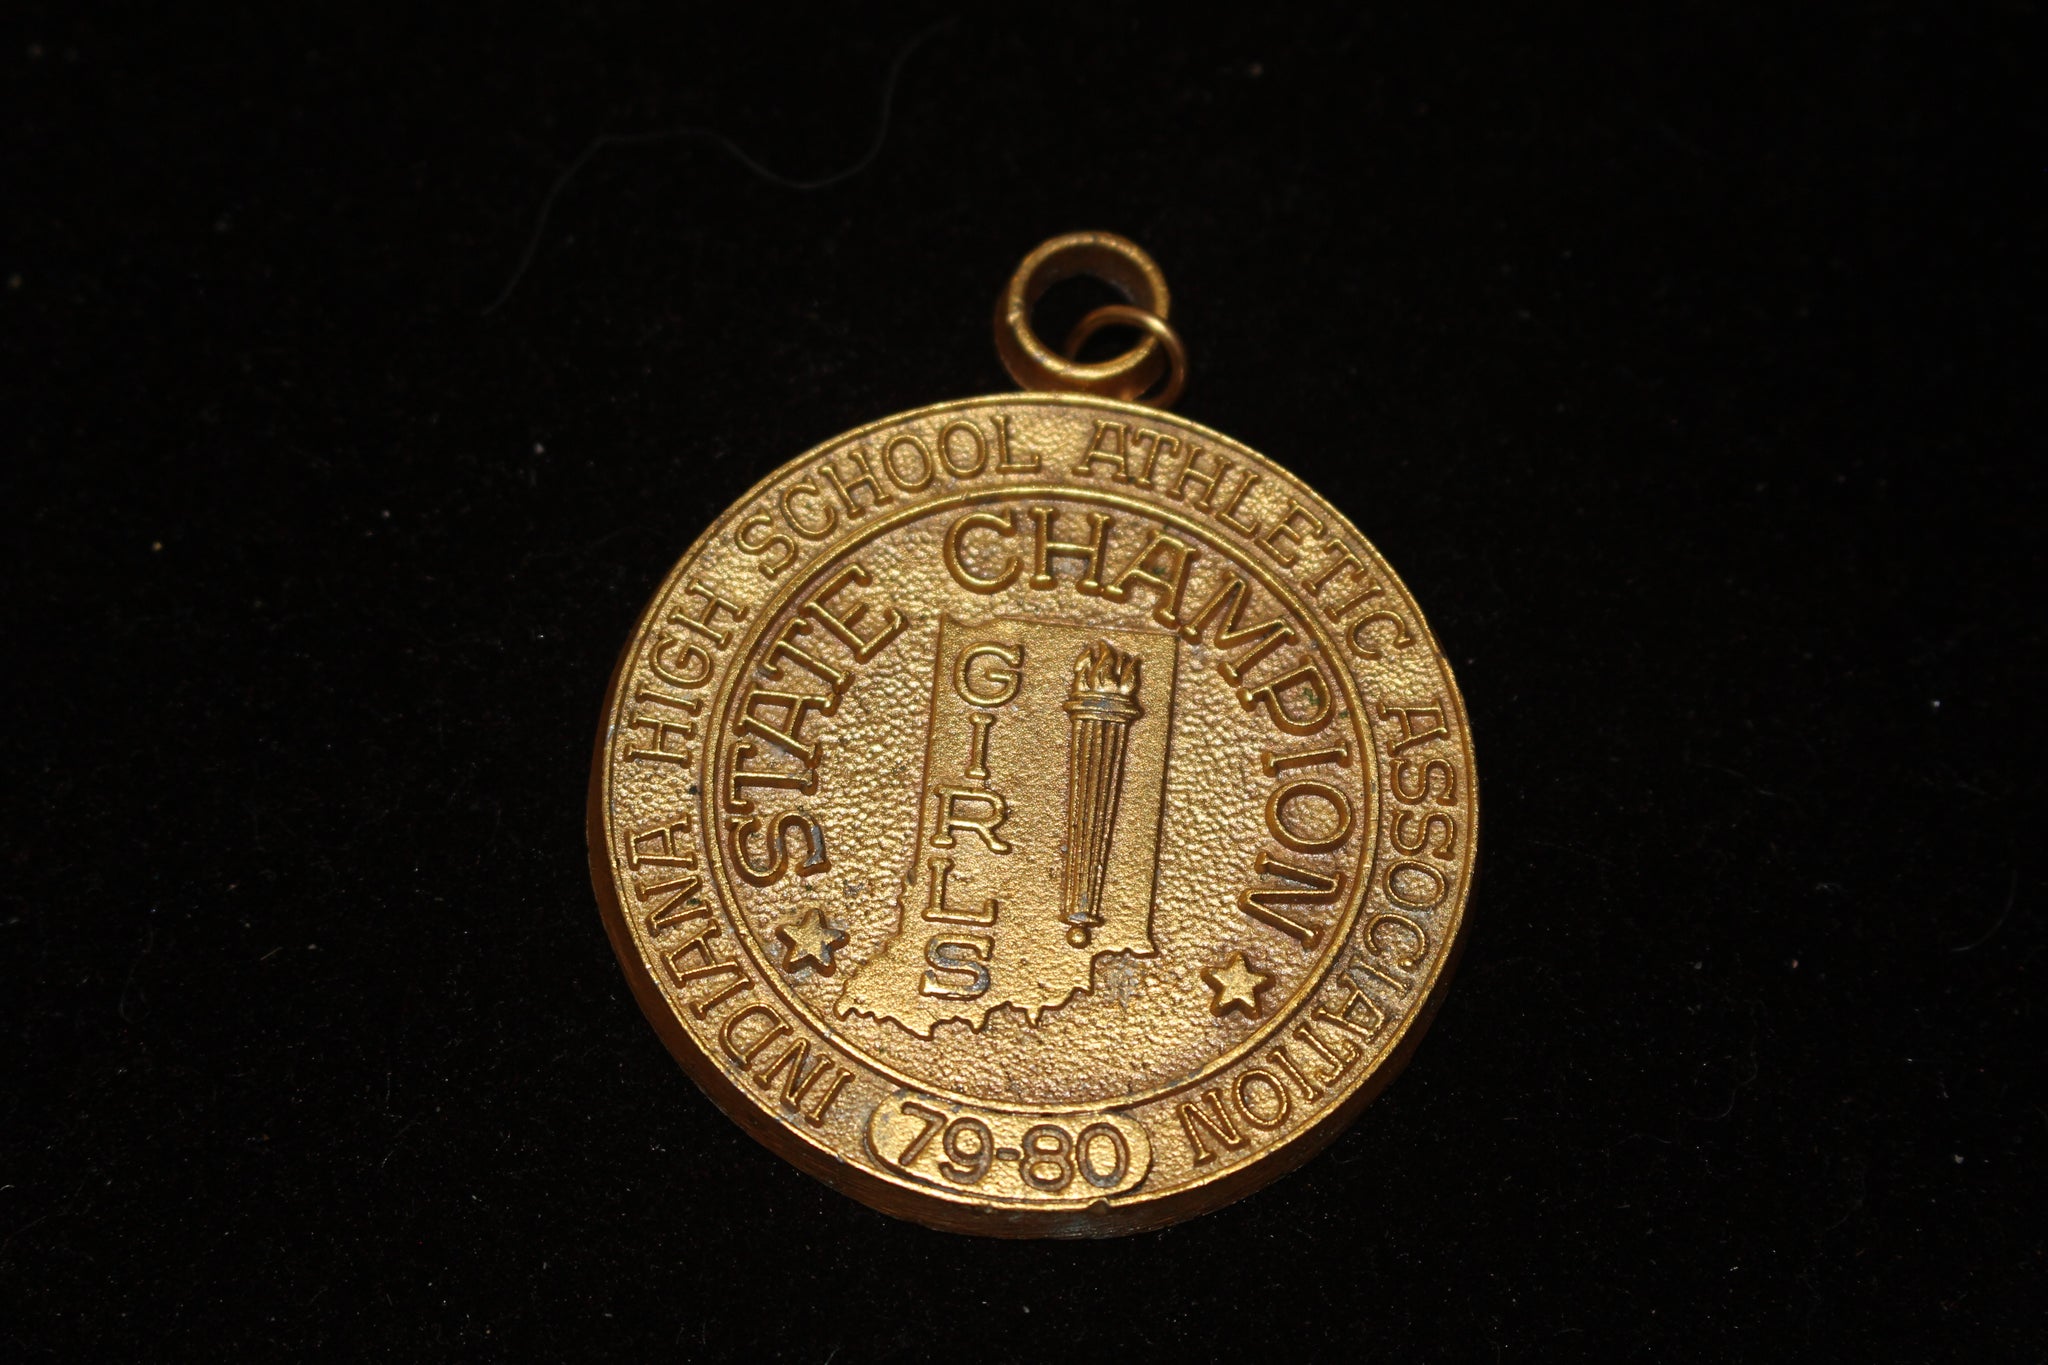 INDIANA HIGH SCHOOL ATHLETIC ASSOCIATION
STATE CHAMPION
GIRLS
79-80